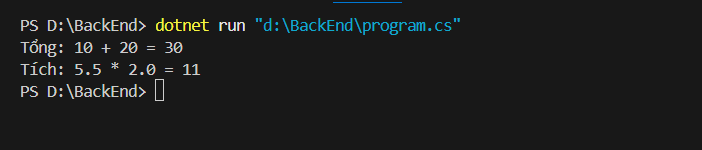 PS D:\BackEnd> dotnet run "d:\BackEnd\program.cs"
Tổng: 10 + 20 = 30
Tích: 5.5 * 2.0 = 11
PS D:\BackEnd>